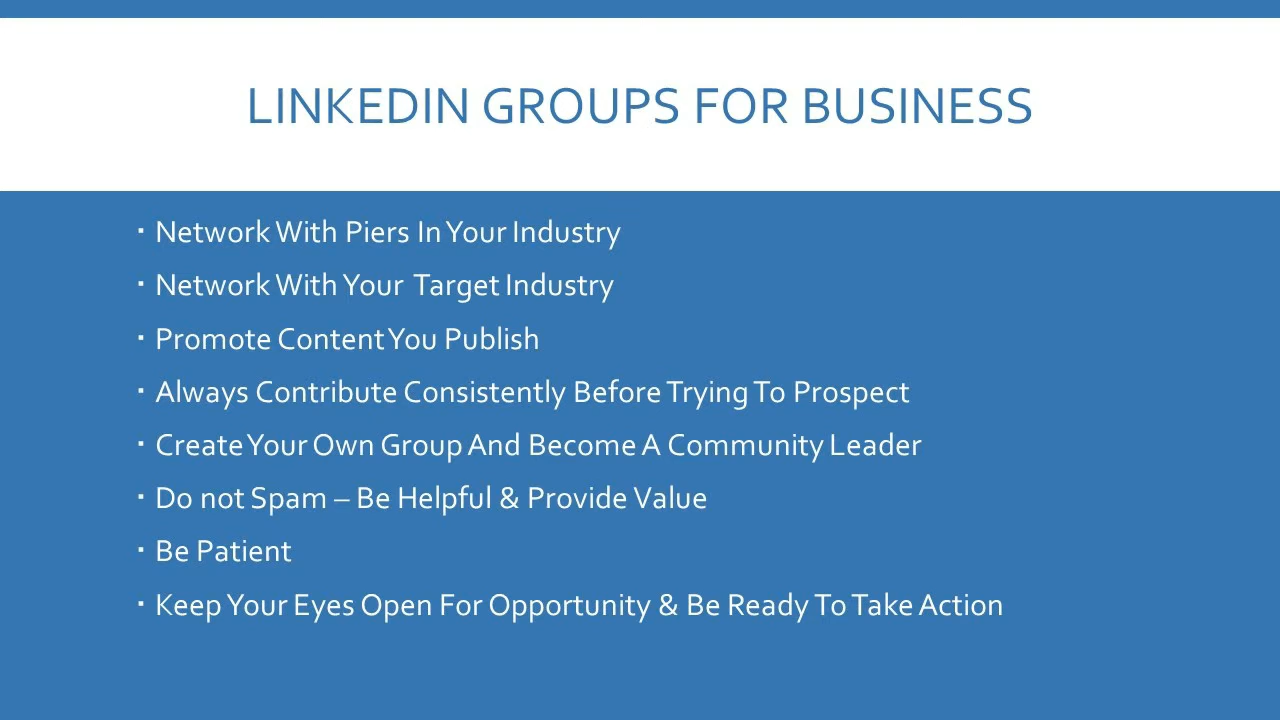 LINKEDIN GROUPS FOR BUSINESS
▪ Network With Piers In Your Industry
▪ Network With Your Target Industry
▪ Promote Content You Publish
▪ Always Contribute Consistently Before Trying To Prospect
▪ Create Your Own Group And Become A Community Leader
▪ Do not Spam – Be Helpful & Provide Value
▪ Be Patient
▪ Keep Your Eyes Open For Opportunity & Be Ready To Take Action